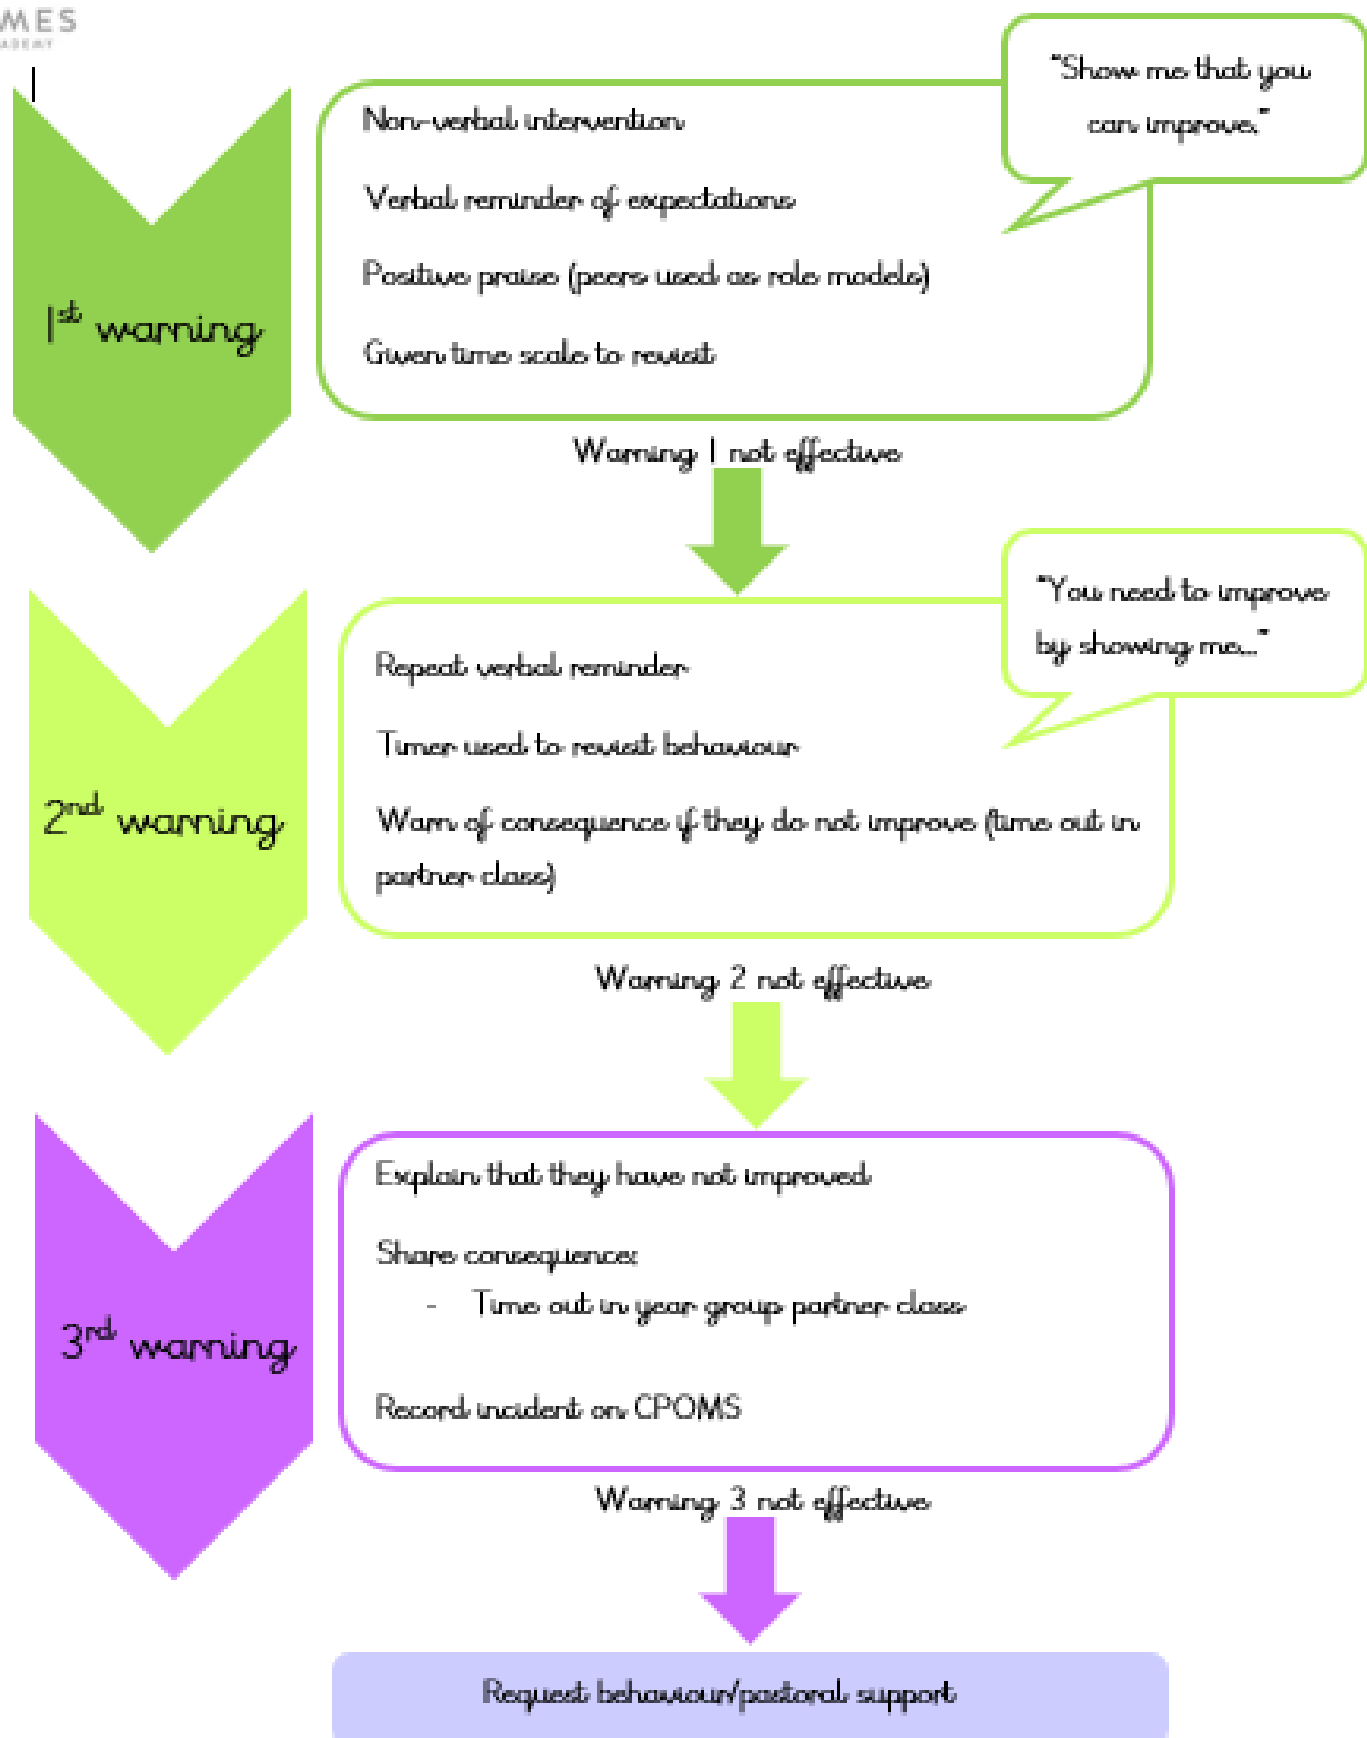 MES
ADEMY
"Show me that you
can improve."
Non-verbal intervention
Verbal reminder of expectations
Positive praise (peers used as role models)
Given time scale to revisit
1st warning
Warning 1 not effective
"You need to improve
by showing me..."
Repeat verbal reminder
Timer used to revisit behaviour
Warn of consequence if they do not improve (time out in
partner class)
2nd warning
Warning 2 not effective
Explain that they have not improved
Share consequence:
- Time out in year group partner class
3rd warning
Record incident on CPOMS
Warning 3 not effective
Request behaviour/pastoral support